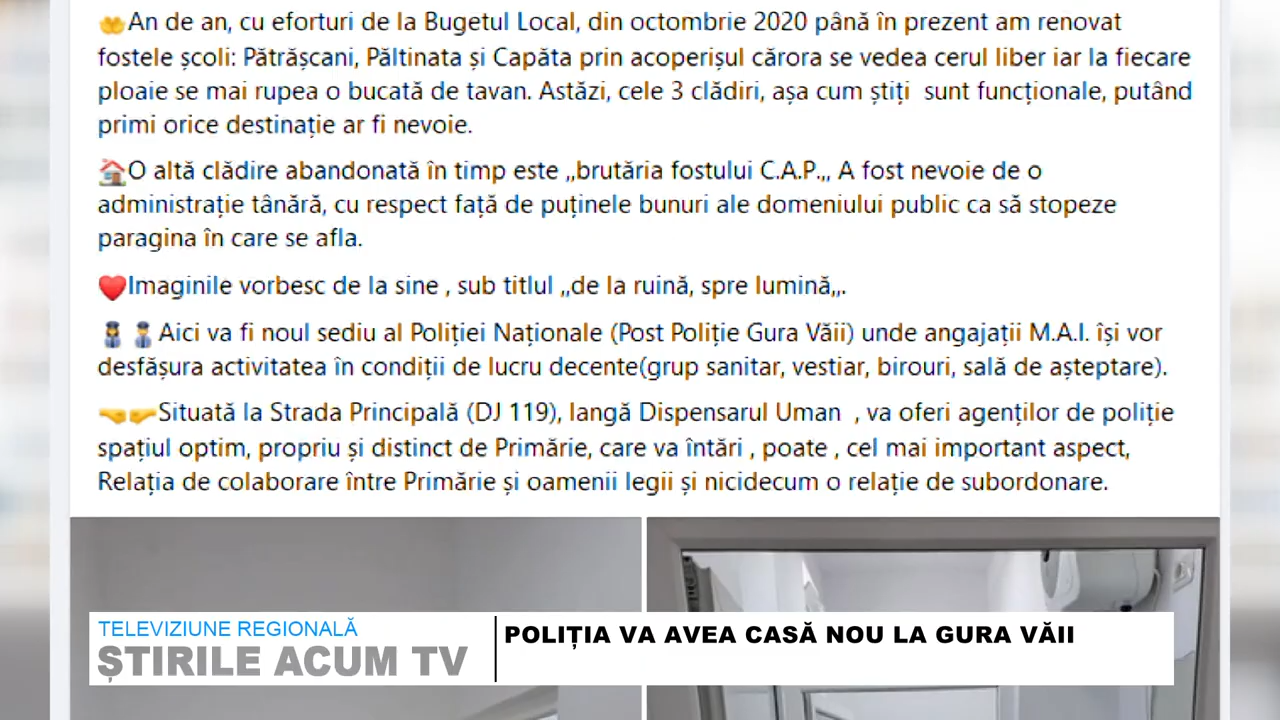 🤲An de an, cu eforturi de la Bugetul Local, din octombrie 2020 până în prezent am renovat
fostele școli: Pătrășcani, Păltinata și Capăta prin acoperișul cărora se vedea cerul liber iar la fiecare
ploaie se mai rupea o bucată de tavan. Astăzi, cele 3 clădiri, așa cum știți  sunt funcționale, putând
primi orice destinație ar fi nevoie.
🏠O altă clădire abandonată în timp este ,,brutăria fostului C.A.P.,, A fost nevoie de o
administrație tânără, cu respect față de puținele bunuri ale domeniului public ca să stopeze
paragina în care se afla.
❤️Imaginile vorbesc de la sine , sub titlul ,,de la ruină, spre lumină,,.
👮‍♀️👮‍♂️Aici va fi noul sediu al Poliției Naționale (Post Poliție Gura Văii) unde angajații M.A.I. își vor
desfășura activitatea în condiții de lucru decente(grup sanitar, vestiar, birouri, sală de așteptare).
🤜🤛Situată la Strada Principală (DJ 119), langă Dispensarul Uman  , va oferi agenților de poliție
spațiul optim, propriu și distinct de Primărie, care va întări , poate , cel mai important aspect,
Relația de colaborare între Primărie și oamenii legii și nicidecum o relație de subordonare.
TELEVIZIUNE REGIONALĂ
ȘTIRILE ACUM TV
POLIȚIA VA AVEA CASĂ NOU LA GURA VĂII